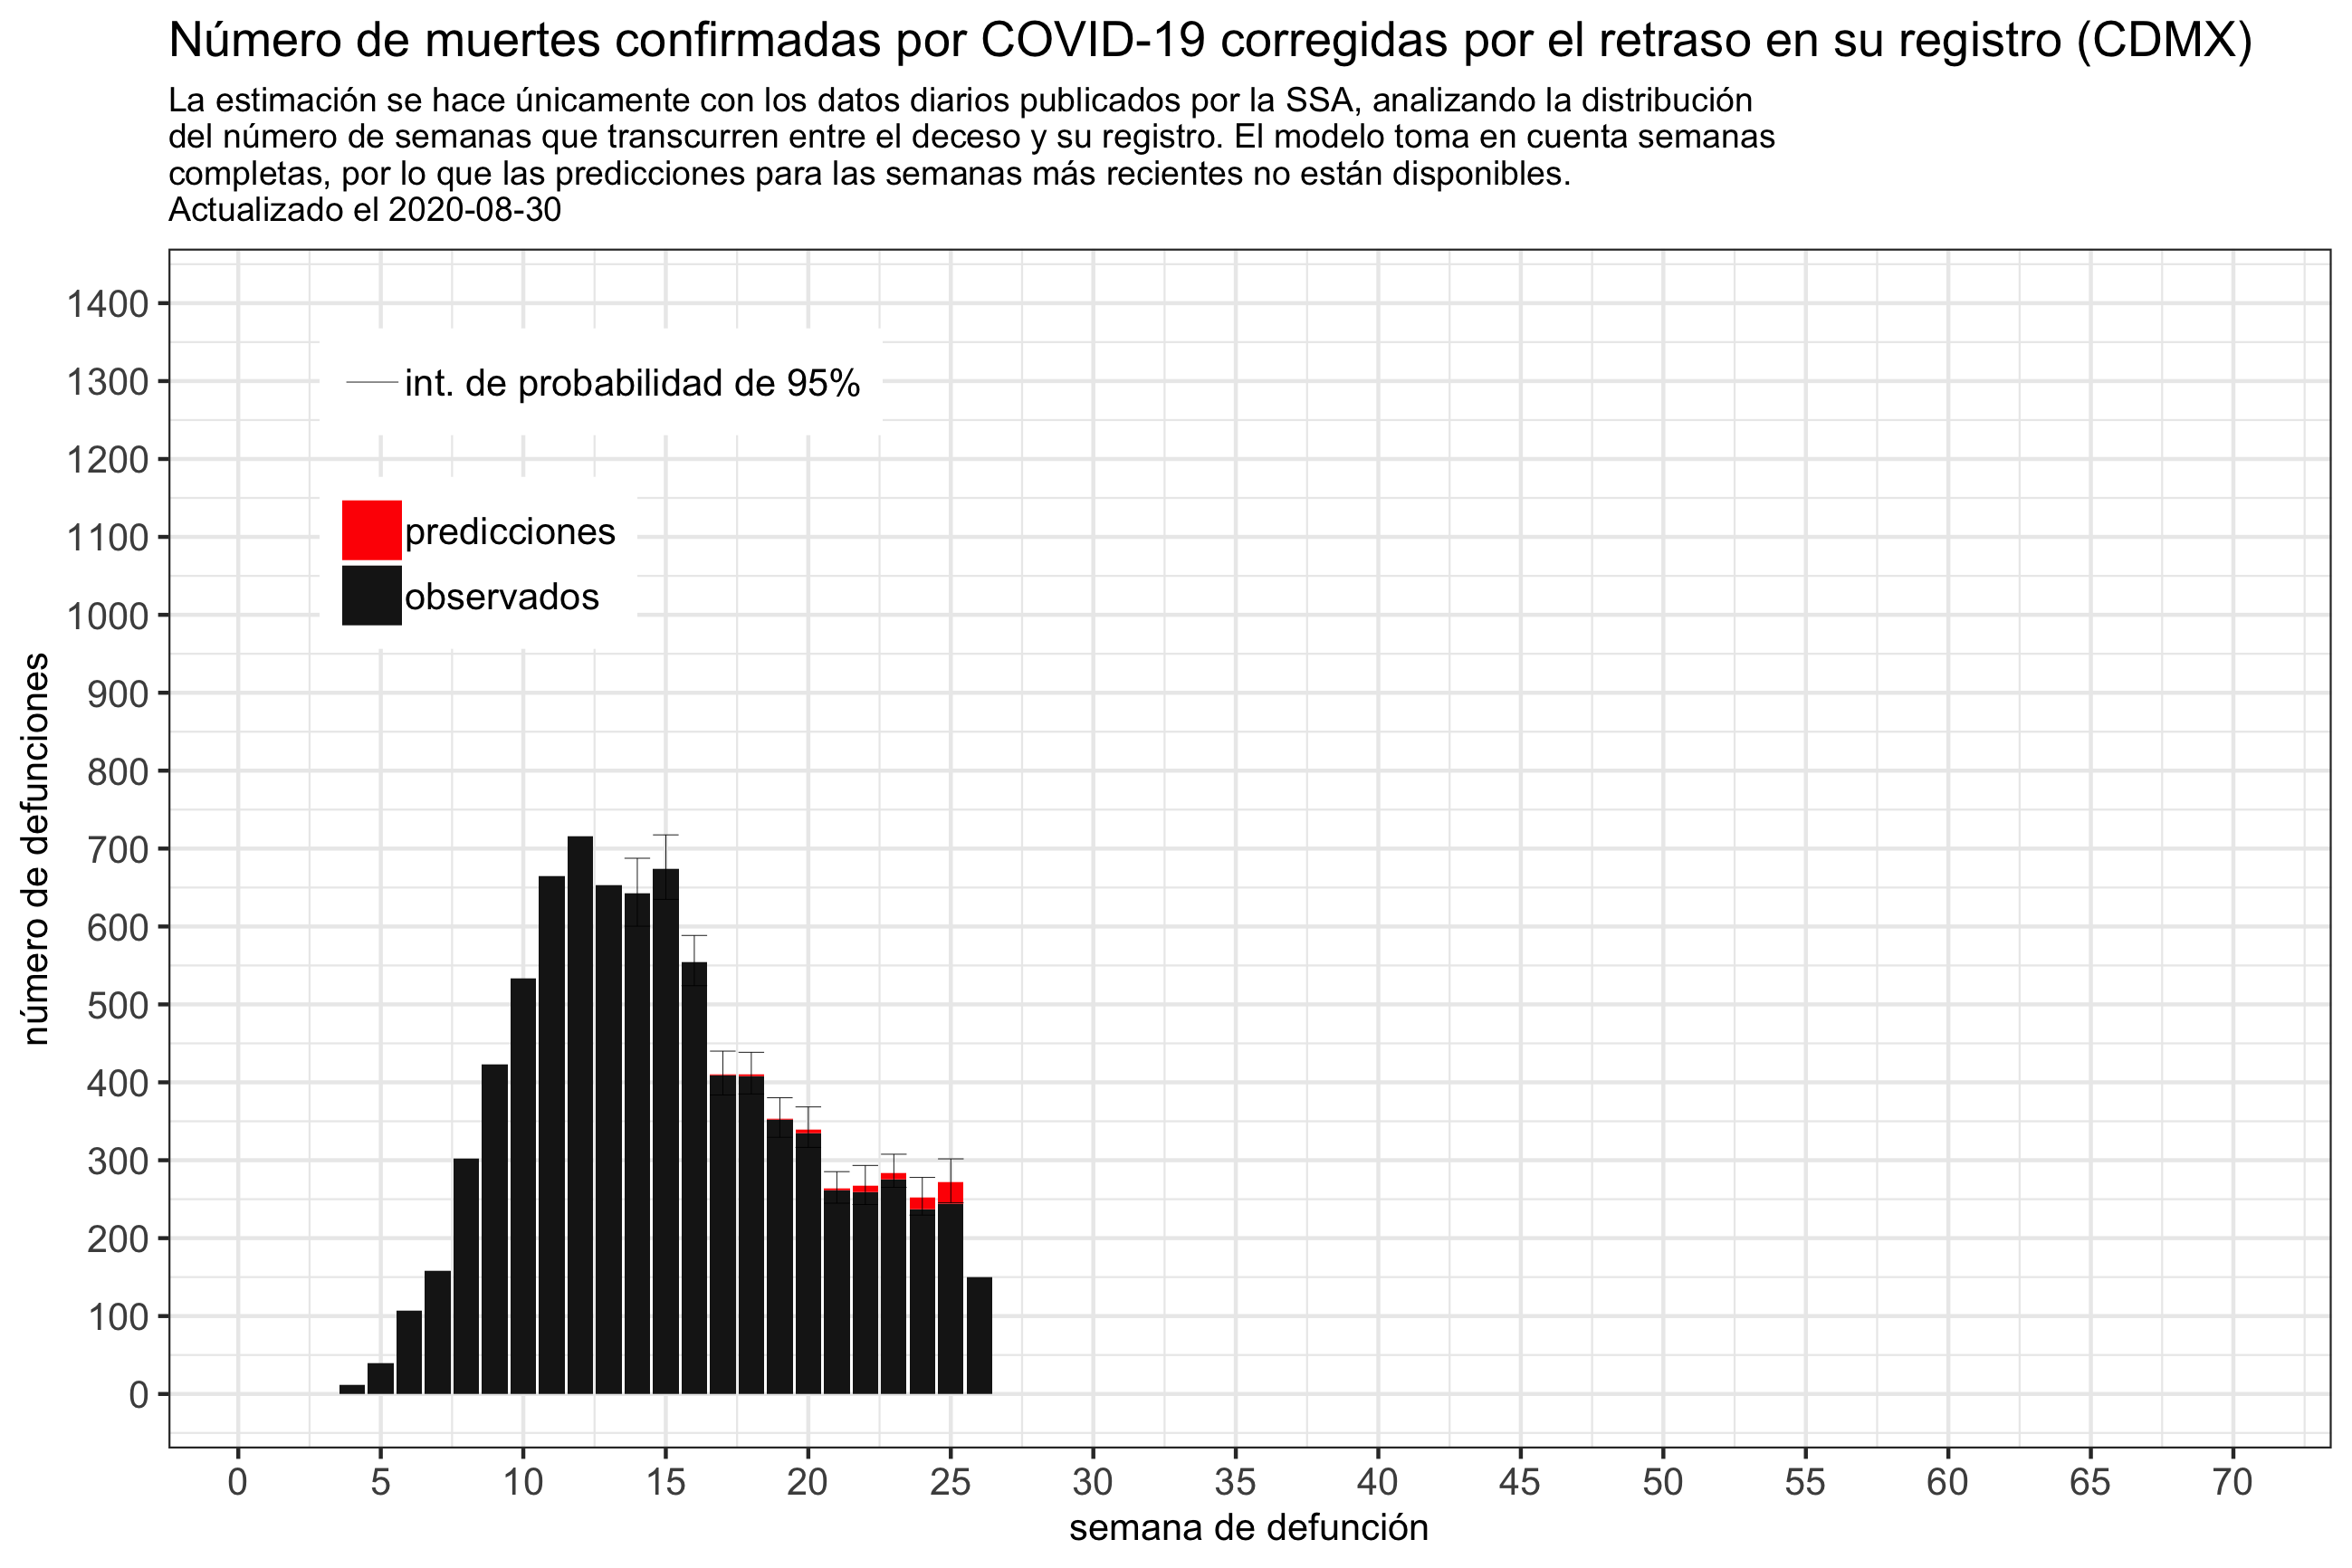 Número de muertes confirmadas por COVID-19 corregidas por el retraso en su registro (CDMX)
La estimación se hace únicamente con los datos diarios publicados por la SSA, analizando la distribución
del número de semanas que transcurren entre el deceso y su registro. El modelo toma en cuenta semanas
completas, por lo que las predicciones para las semanas más recientes no están disponibles.
Actualizado el 2020-08-30
1400
1300
1200
1100
1000
900
800
700
600
500
400
300
200
100
0
número de defunciones
int. de probabilidad de 95%
predicciones
observados
0 5 10 15 20 25 30 35 40 45 50 55 60 65 70
semana de defunción